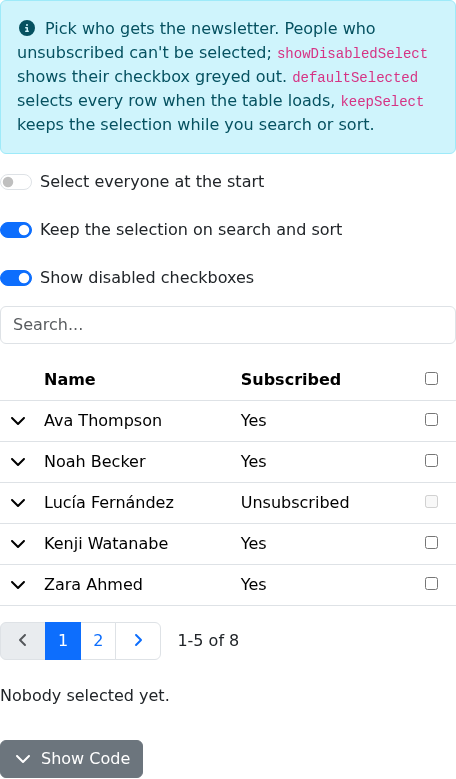 Pick who gets the newsletter. People who
unsubscribed can't be selected; showDisabledSelect
shows their checkbox greyed out. defaultSelected
selects every row when the table loads, keepSelect
keeps the selection while you search or sort.
Select everyone at the start
Keep the selection on search and sort
Show disabled checkboxes
Search...
Name Subscribed
Ava Thompson Yes
Noah Becker Yes
Lucía Fernández Unsubscribed
Kenji Watanabe Yes
Zara Ahmed Yes
1 2 1-5 of 8
Nobody selected yet.
Show Code